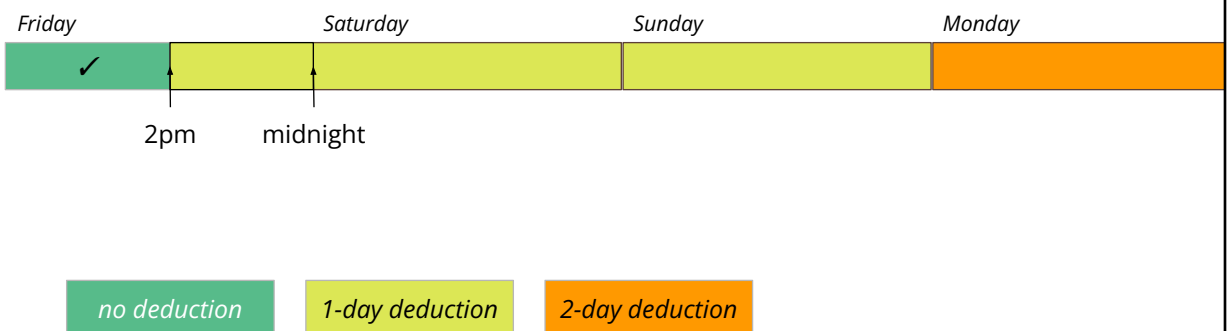 Friday Saturday Sunday Monday
✓
2pm midnight
no deduction 1-day deduction 2-day deduction